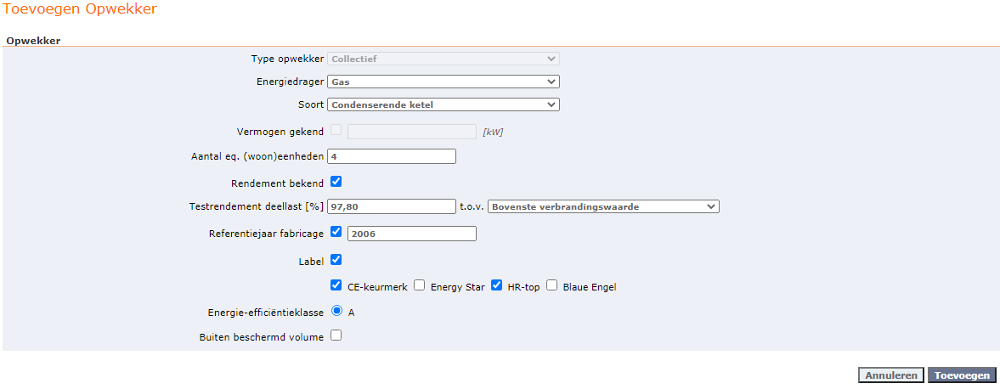 Toevoegen Opwekker
Opwekker
Type opwekker Collectief
Energiedrager Gas
Soort Condenserende ketel
Vermogen gekend [kW]
Aantal eq. (woon)eenheden 4
Rendement bekend
Testrendement deellast [%] 97,80 t.o.v. Bovenste verbrandingswaarde
Referentiejaar fabricage 2006
Label
CE-keurmerk Energy Star HR-top Blaue Engel
Energie-efficiëntieklasse A
Buiten beschermd volume
Annuleren Toevoegen